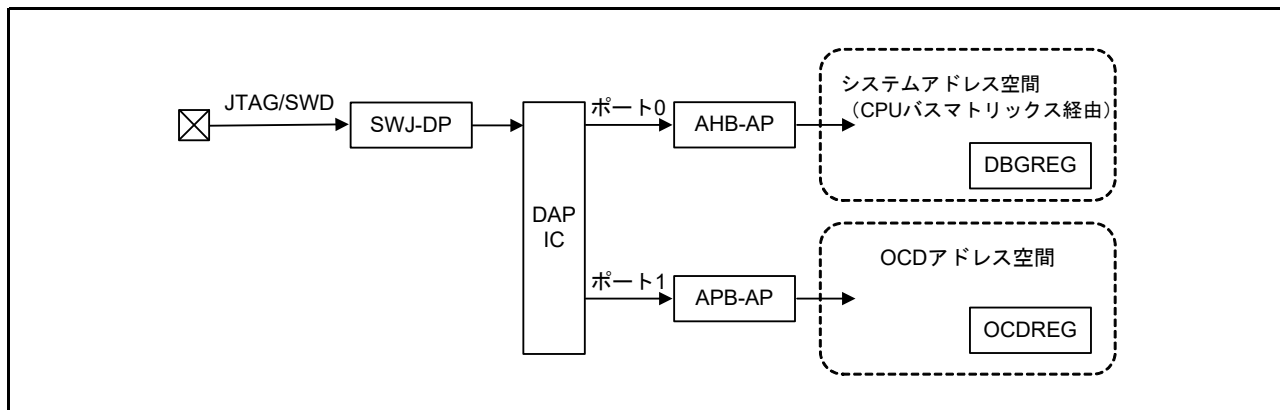 JTAG/SWD
SWJ-DP
DAP
IC
ポート0
AHB-AP
システムアドレス空間
（CPUバスマトリックス経由）
DBGREG
ポート1
APB-AP
OCDアドレス空間
OCDREG